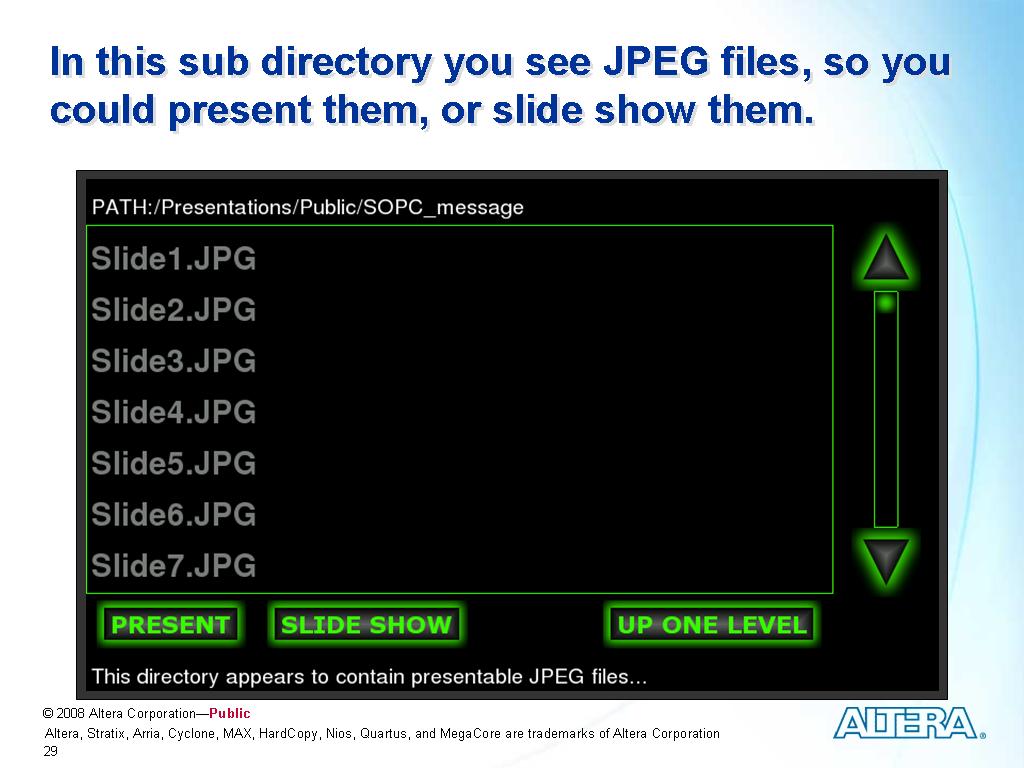 In this sub directory you see JPEG files, so you
could present them, or slide show them.
PATH:/Presentations/Public/SOPC_message
Slide1.JPG
Slide2.JPG
Slide3.JPG
Slide4.JPG
Slide5.JPG
Slide6.JPG
Slide7.JPG
PRESENT SLIDE SHOW UP ONE LEVEL
This directory appears to contain presentable JPEG files...
© 2008 Altera Corporation—Public
Altera, Stratix, Arria, Cyclone, MAX, HardCopy, Nios, Quartus, and MegaCore are trademarks of Altera Corporation
29
ALTERA®